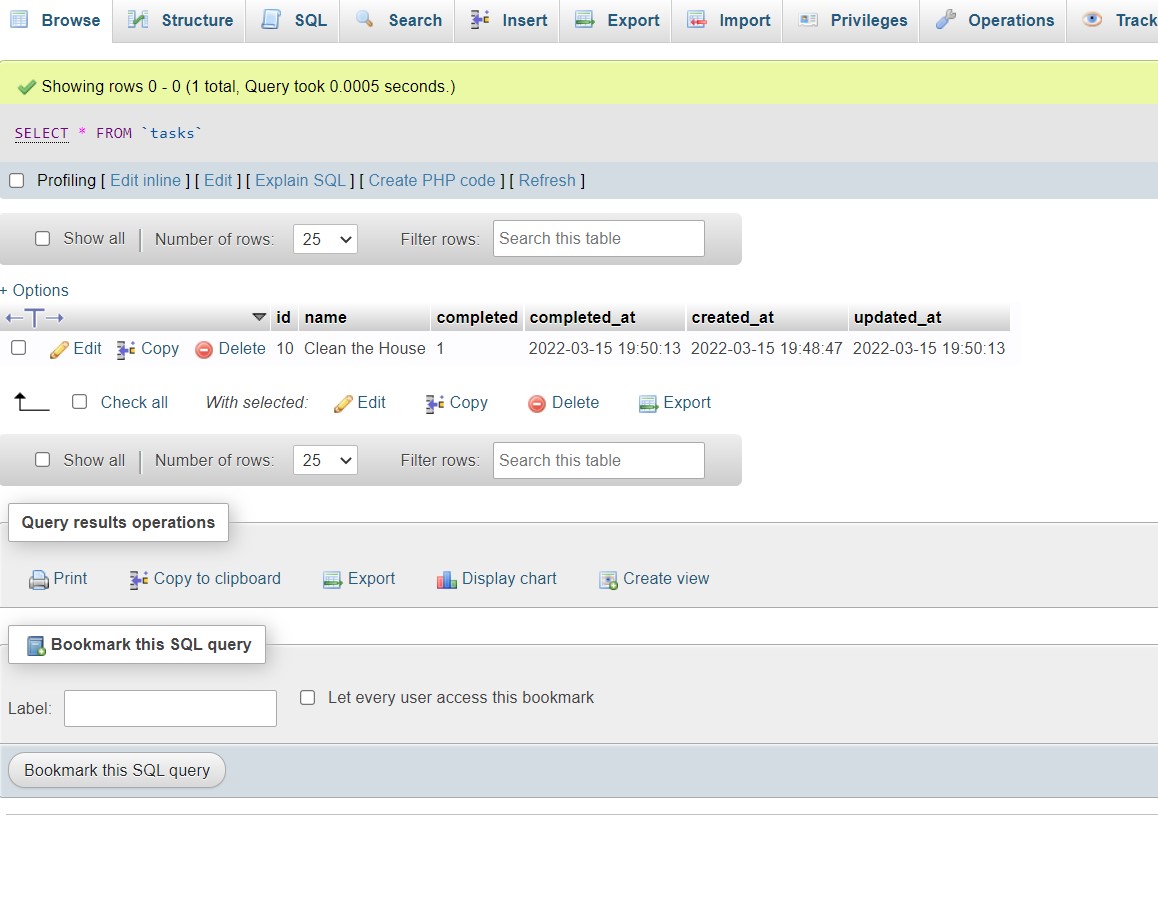 Browse Structure SQL Search Insert Export Import Privileges Operations Track
Showing rows 0 - 0 (1 total, Query took 0.0005 seconds.)
SELECT * FROM `tasks`
Profiling [ Edit inline ] [ Edit ] [ Explain SQL ] [ Create PHP code ] [ Refresh ]
Show all Number of rows: 25 Filter rows: Search this table
+ Options
←T→ id name completed completed_at created_at updated_at
Edit Copy Delete 10 Clean the House 1 2022-03-15 19:50:13 2022-03-15 19:48:47 2022-03-15 19:50:13
Check all With selected: Edit Copy Delete Export
Show all Number of rows: 25 Filter rows: Search this table
Query results operations
Print Copy to clipboard Export Display chart Create view
Bookmark this SQL query
Label: Let every user access this bookmark
Bookmark this SQL query